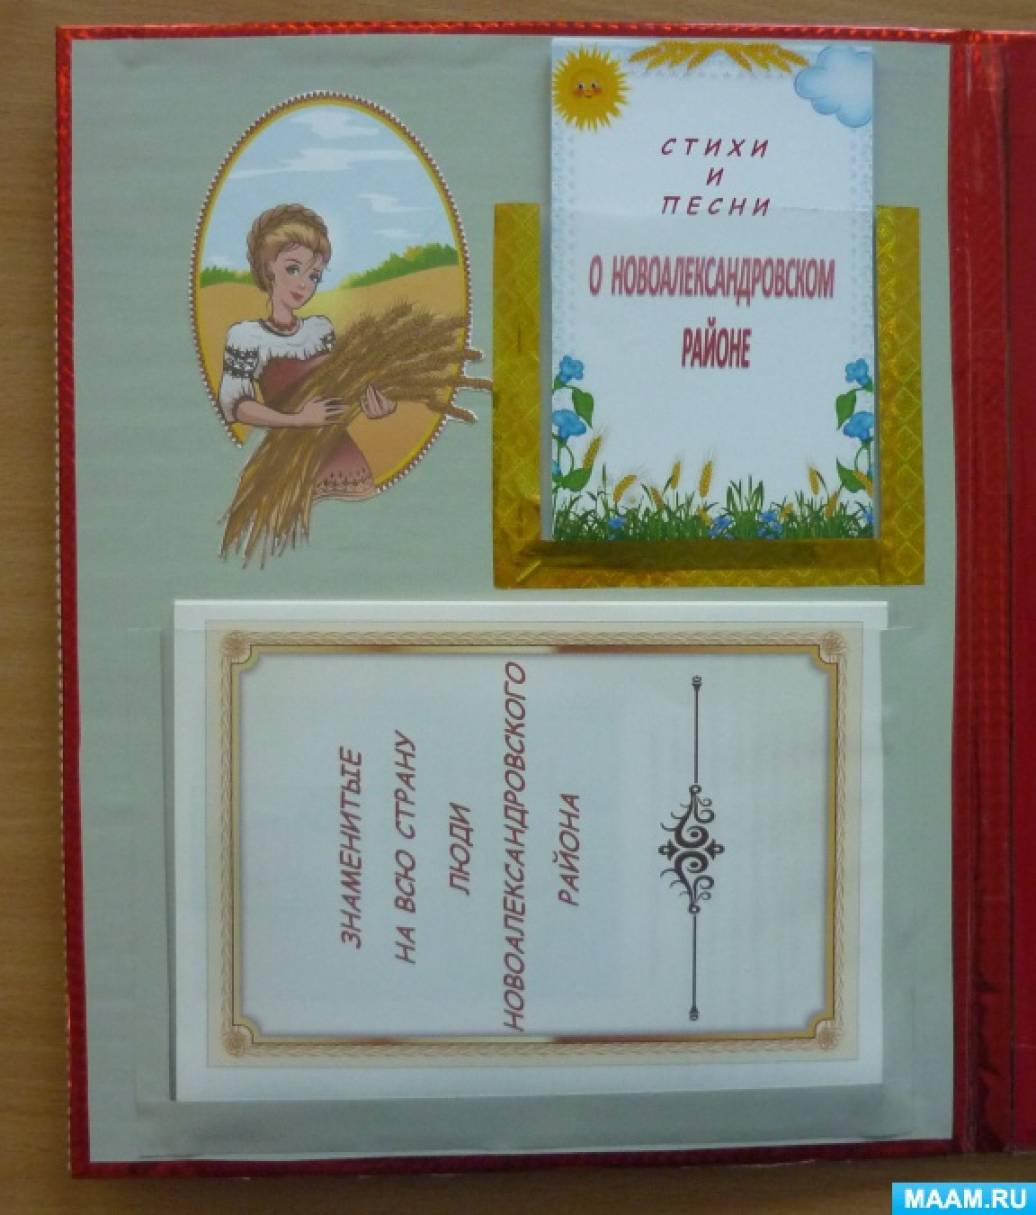 СТИХИ
И
ПЕСНИ
О НОВОАЛЕКСАНДРОВСКОМ
РАЙОНЕ
ЗНАМЕНИТЫЕ
НА ВСЮ СТРАНУ
ЛЮДИ
НОВОАЛЕКСАНДРОВСКОГО
РАЙОНА
MAAM.RU